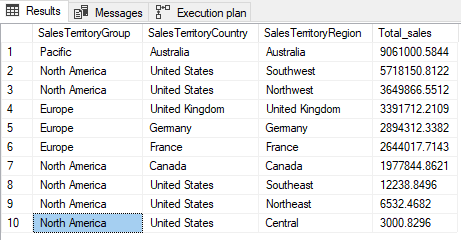 Results Messages Execution plan
SalesTerritoryGroup SalesTerritoryCountry SalesTerritoryRegion Total_sales
1 Pacific Australia Australia 9061000.5844
2 North America United States Southwest 5718150.8122
3 North America United States Northwest 3649866.5512
4 Europe United Kingdom United Kingdom 3391712.2109
5 Europe Germany Germany 2894312.3382
6 Europe France France 2644017.7143
7 North America Canada Canada 1977844.8621
8 North America United States Southeast 12238.8496
9 North America United States Northeast 6532.4682
10 North America United States Central 3000.8296